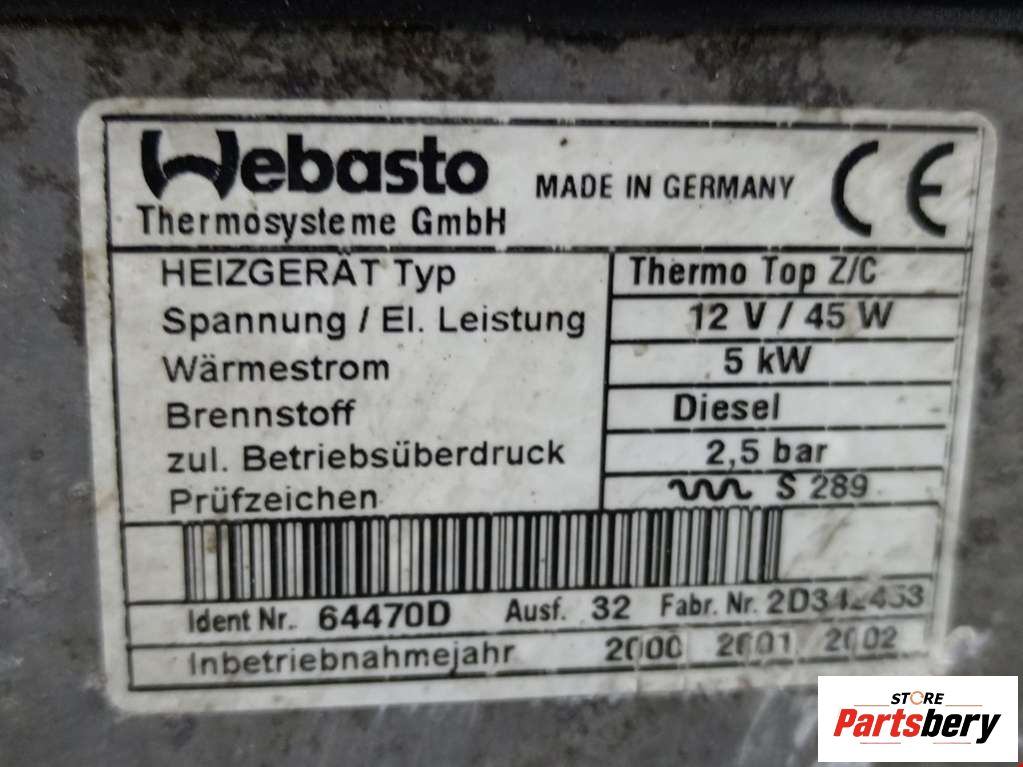 Webasto
Thermosysteme GmbH MADE IN GERMANY CE
HEIZGERÄT Typ Thermo Top Z/C
Spannung / El. Leistung 12 V / 45 W
Wärmestrom 5 kW
Brennstoff Diesel
zul. Betriebsüberdruck 2,5 bar
Prüfzeichen S 289
Ident Nr. 64470D Ausf. 32 Fabr. Nr. 2D342453
Inbetriebnahmejahr 2000 2001 2002
STORE
Partsbery